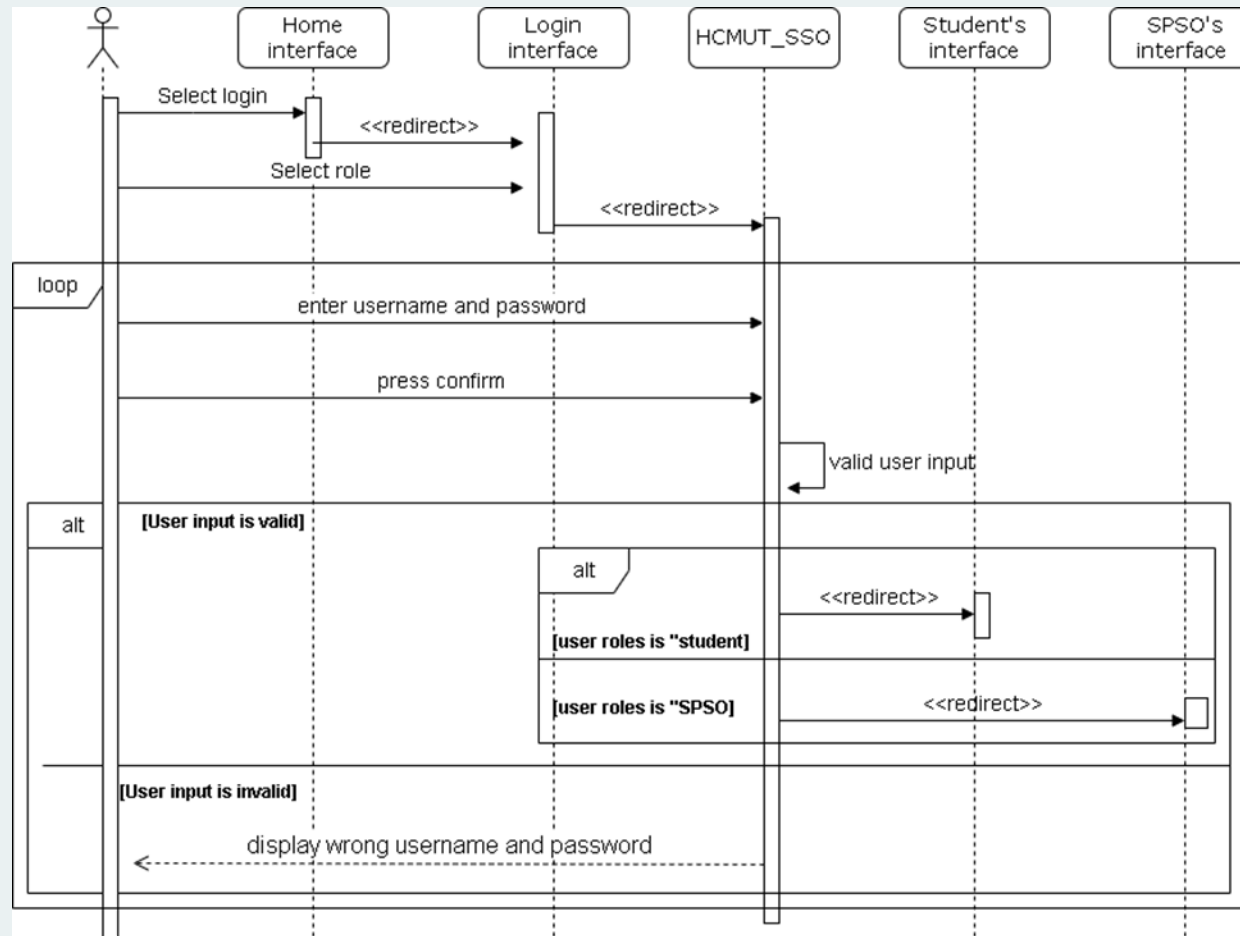 Home
interface
Login
interface
HCMUT_SSO
Student's
interface
SPSO's
interface
Select login
<<redirect>>
Select role
<<redirect>>
loop
enter username and password
press confirm
valid user input
alt
[User input is valid]
alt
<<redirect>>
[user roles is "student]
[user roles is "SPSO]
<<redirect>>
[User input is invalid]
display wrong username and password